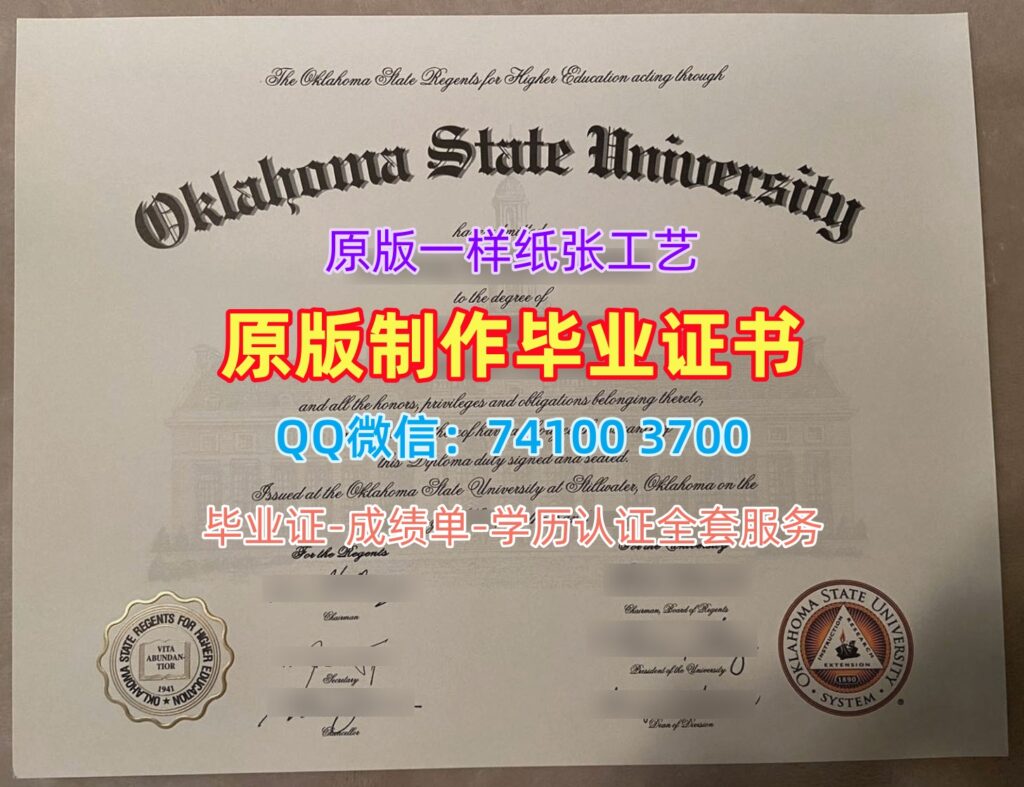 The Oklahoma State Regents for Higher Education acting through
Oklahoma State University
原版一样纸张工艺
to the degree of
原版制作毕业证书
and all the honors, privileges and obligations belonging thereto,
QQ微信：74100 3700
this Diploma duly signed and sealed.
Issued at the Oklahoma State University at Stillwater, Oklahoma on the
毕业证-成绩单-学历认证全套服务
For the Regents
For the University
Chairman
Chairman, Board of Regents
Secretary
President of the University
Chancellor
Dean of Division
OKLAHOMA STATE REGENTS FOR HIGHER EDUCATION
VITA
ABUNDAN-
TIOR
1941
OKLAHOMA STATE UNIVERSITY
INSTRUCTION RESEARCH
EXTENSION
1890
SYSTEM
®